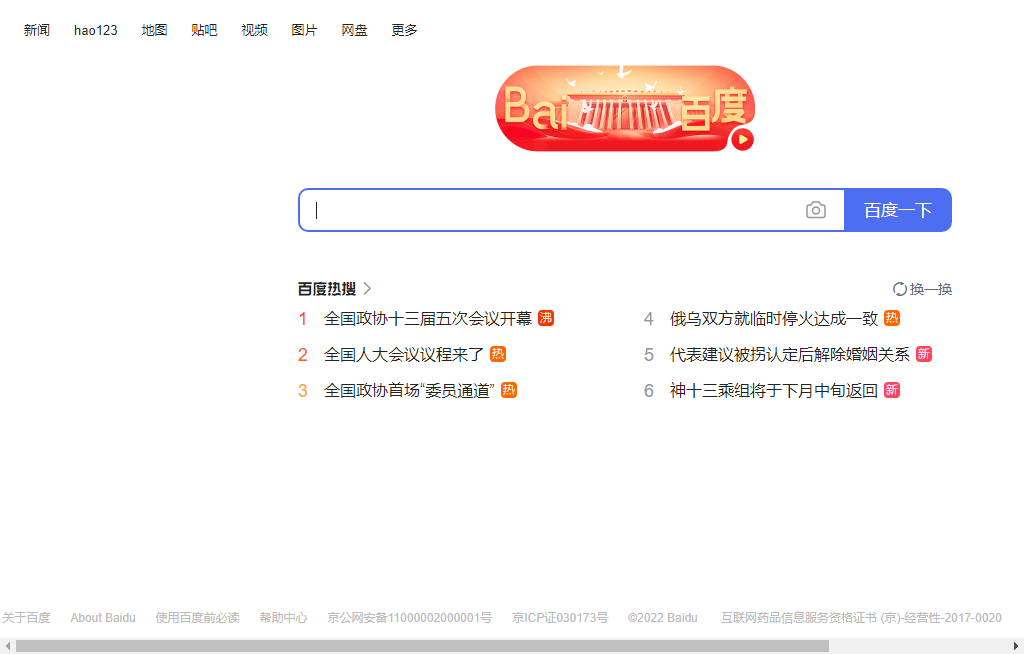 新闻 hao123 地图 贴吧 视频 图片 网盘 更多
Bai 百度
百度一下
百度热搜 换一换
1 全国政协十三届五次会议开幕 沸
4 俄乌双方就临时停火达成一致 热
2 全国人大会议议程来了 热
5 代表建议被拐认定后解除婚姻关系 新
3 全国政协首场“委员通道” 热
6 神十三乘组将于下月中旬返回 新
关于百度 About Baidu 使用百度前必读 帮助中心 京公网安备11000002000001号 京ICP证030173号 ©2022 Baidu 互联网药品信息服务资格证书 (京)-经营性-2017-0020